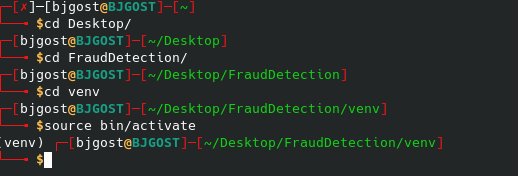 ┌─[✗]─[bjgost@BJGOST]─[~]
└──╼ $cd Desktop/
┌─[bjgost@BJGOST]─[~/Desktop]
└──╼ $cd FraudDetection/
┌─[bjgost@BJGOST]─[~/Desktop/FraudDetection]
└──╼ $cd venv
┌─[bjgost@BJGOST]─[~/Desktop/FraudDetection/venv]
└──╼ $source bin/activate
(venv) ┌─[bjgost@BJGOST]─[~/Desktop/FraudDetection/venv]
└──╼ $